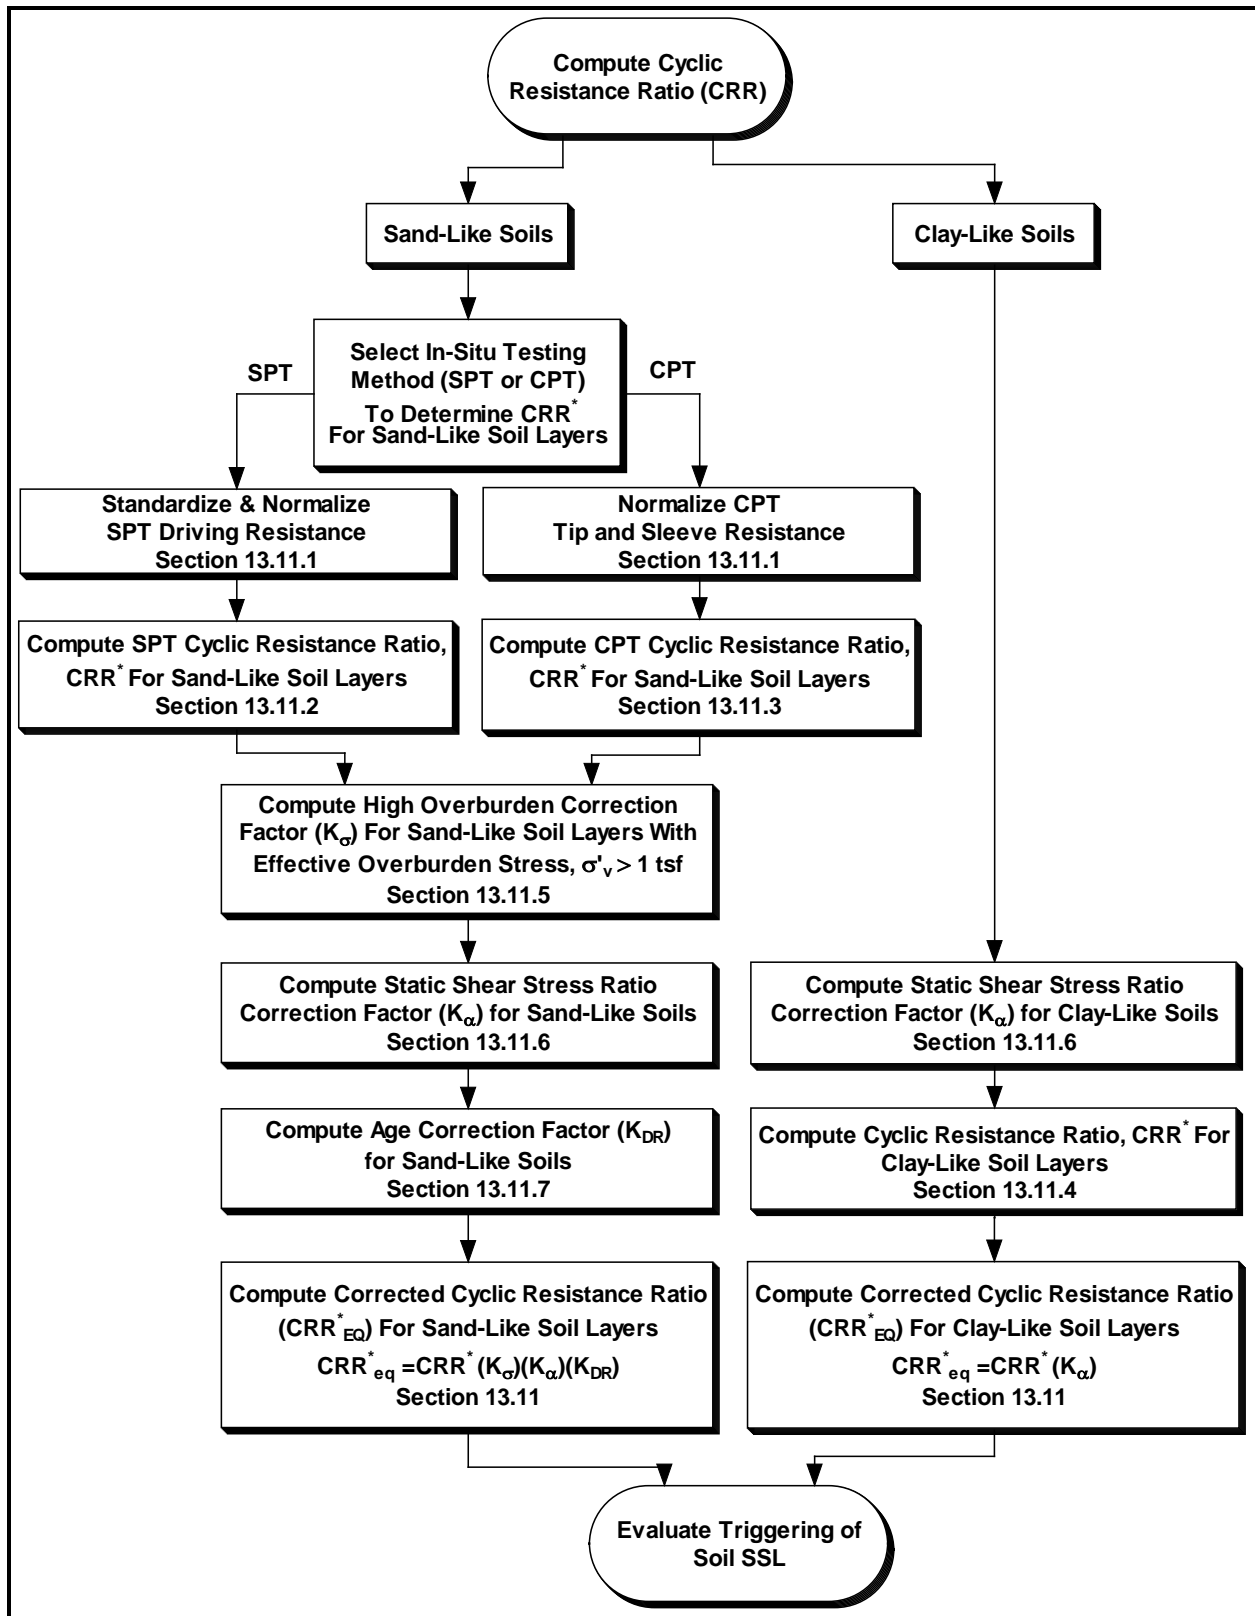 Compute Cyclic
Resistance Ratio (CRR)
Sand-Like Soils
Clay-Like Soils
Select In-Situ Testing
Method (SPT or CPT)
To Determine CRR*
For Sand-Like Soil Layers
SPT
CPT
Standardize & Normalize
SPT Driving Resistance
Section 13.11.1
Normalize CPT
Tip and Sleeve Resistance
Section 13.11.1
Compute SPT Cyclic Resistance Ratio,
CRR* For Sand-Like Soil Layers
Section 13.11.2
Compute CPT Cyclic Resistance Ratio,
CRR* For Sand-Like Soil Layers
Section 13.11.3
Compute High Overburden Correction
Factor (Kσ) For Sand-Like Soil Layers With
Effective Overburden Stress, σ'v > 1 tsf
Section 13.11.5
Compute Static Shear Stress Ratio
Correction Factor (Kα) for Sand-Like Soils
Section 13.11.6
Compute Static Shear Stress Ratio
Correction Factor (Kα) for Clay-Like Soils
Section 13.11.6
Compute Age Correction Factor (KDR)
for Sand-Like Soils
Section 13.11.7
Compute Cyclic Resistance Ratio, CRR* For
Clay-Like Soil Layers
Section 13.11.4
Compute Corrected Cyclic Resistance Ratio
(CRR*EQ) For Sand-Like Soil Layers
CRR*eq =CRR* (Kσ)(Kα)(KDR)
Section 13.11
Compute Corrected Cyclic Resistance Ratio
(CRR*EQ) For Clay-Like Soil Layers
CRR*eq =CRR* (Kα)
Section 13.11
Evaluate Triggering of
Soil SSL